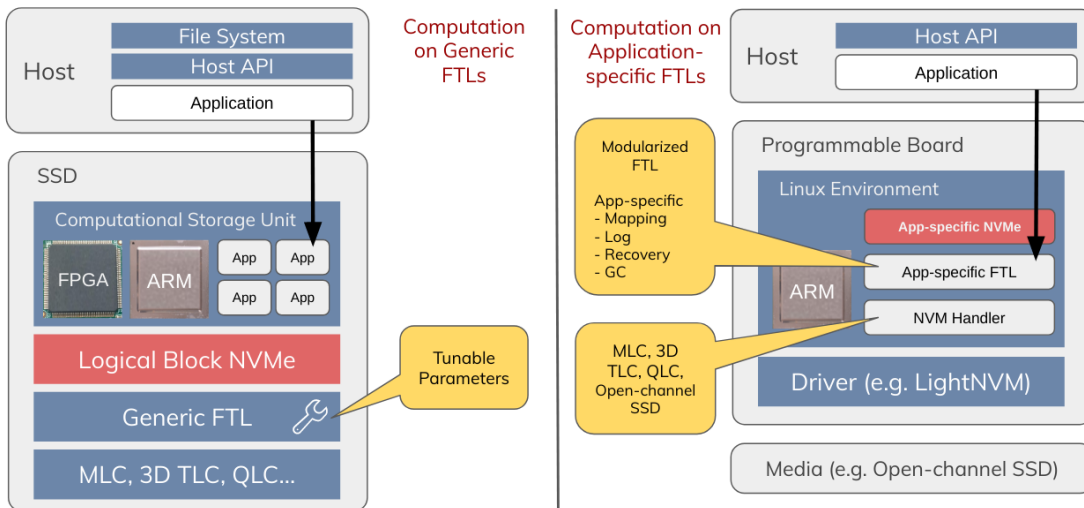 File System
Host
Host API
Application
Computation
on Generic
FTLs
SSD
Computational Storage Unit
FPGA
ARM
App
App
App
App
Logical Block NVMe
Generic FTL
MLC, 3D TLC, QLC...
Tunable
Parameters
Computation on
Application-
specific FTLs
Host API
Host
Application
Modularized
FTL
App-specific
- Mapping
- Log
- Recovery
- GC
MLC, 3D
TLC, QLC,
Open-channel
SSD
Programmable Board
Linux Environment
App-specific NVMe
ARM
App-specific FTL
NVM Handler
Driver (e.g. LightNVM)
Media (e.g. Open-channel SSD)